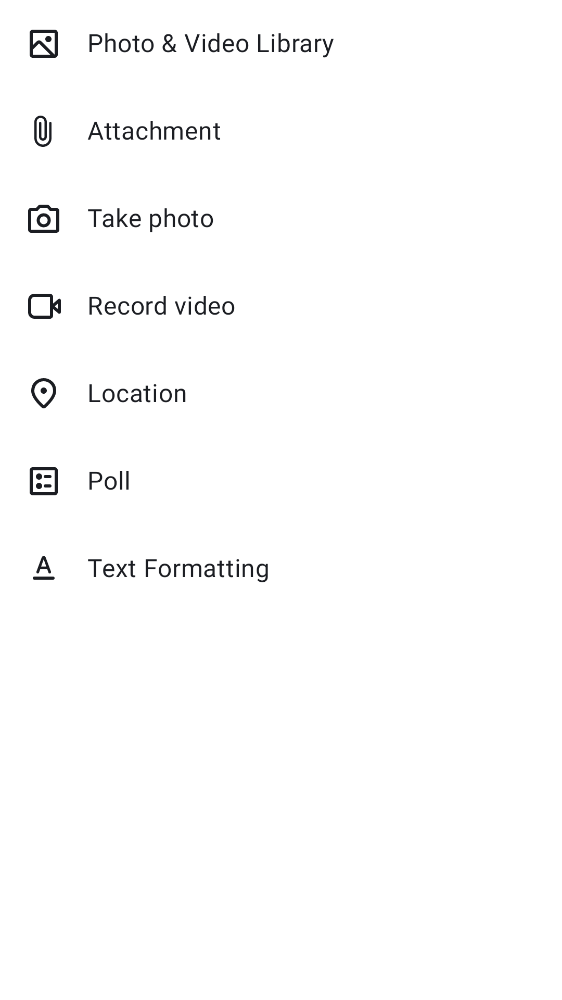 Photo & Video Library
Attachment
Take photo
Record video
Location
Poll
Text Formatting